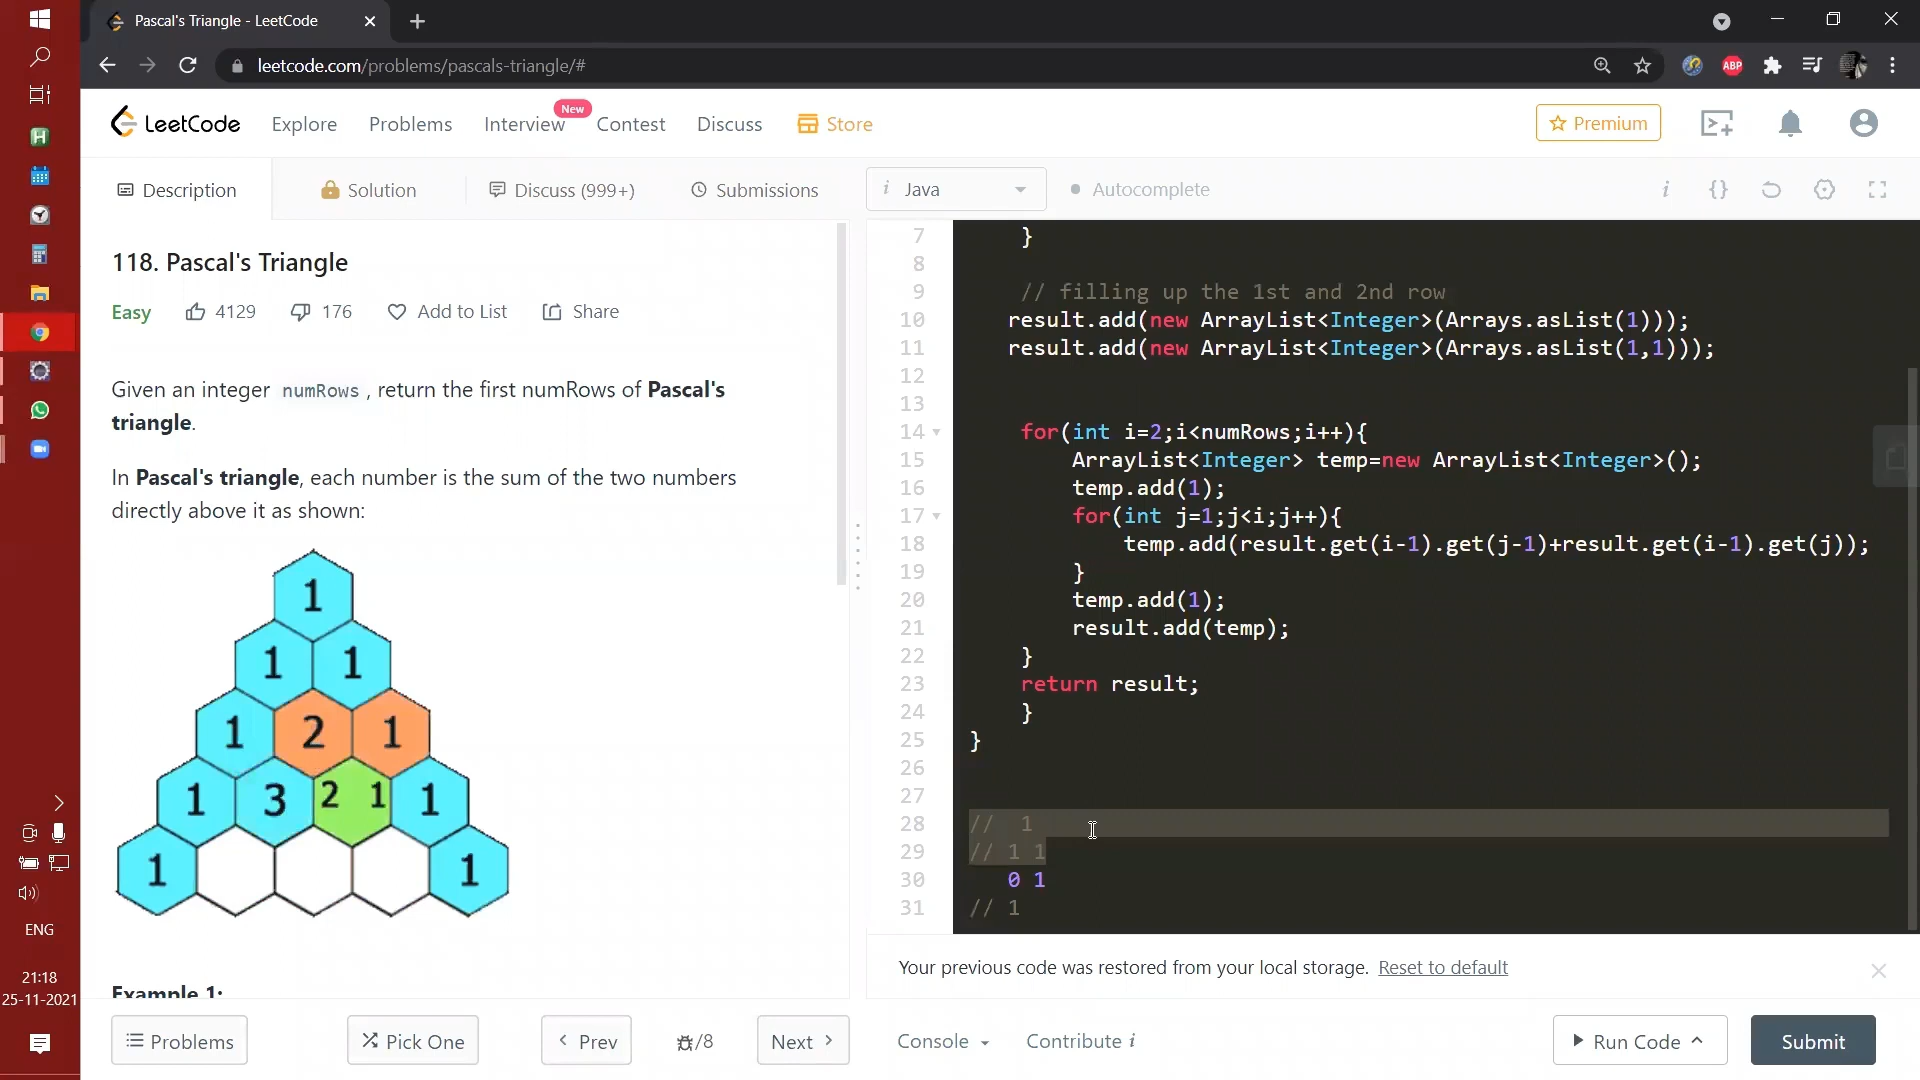 Pascal's Triangle - LeetCode
leetcode.com/problems/pascals-triangle/#
ABP
LeetCode
Explore
Problems
Interview
New
Contest
Discuss
Store
Premium
Description
Solution
Discuss (999+)
Submissions
i Java
Autocomplete
i
{}
118. Pascal's Triangle
Easy
4129
176
Add to List
Share
Given an integer numRows , return the first numRows of Pascal's
triangle.
In Pascal's triangle, each number is the sum of the two numbers
directly above it as shown:
1
1 1
1 2 1
1 3 2 1 1
1 1
Example 1:
7 }
8
9 // filling up the 1st and 2nd row
10 result.add(new ArrayList<Integer>(Arrays.asList(1)));
11 result.add(new ArrayList<Integer>(Arrays.asList(1,1)));
12
13
14 for(int i=2;i<numRows;i++){
15 ArrayList<Integer> temp=new ArrayList<Integer>();
16 temp.add(1);
17 for(int j=1;j<i;j++){
18 temp.add(result.get(i-1).get(j-1)+result.get(i-1).get(j));
19 }
20 temp.add(1);
21 result.add(temp);
22 }
23 return result;
24 }
25 }
26
27
28 // 1
29 // 1 1
30 0 1
31 // 1
Your previous code was restored from your local storage. Reset to default
Problems
Pick One
Prev
/8
Next
Console
Contribute i
Run Code
Submit
ENG
21:18
25-11-2021